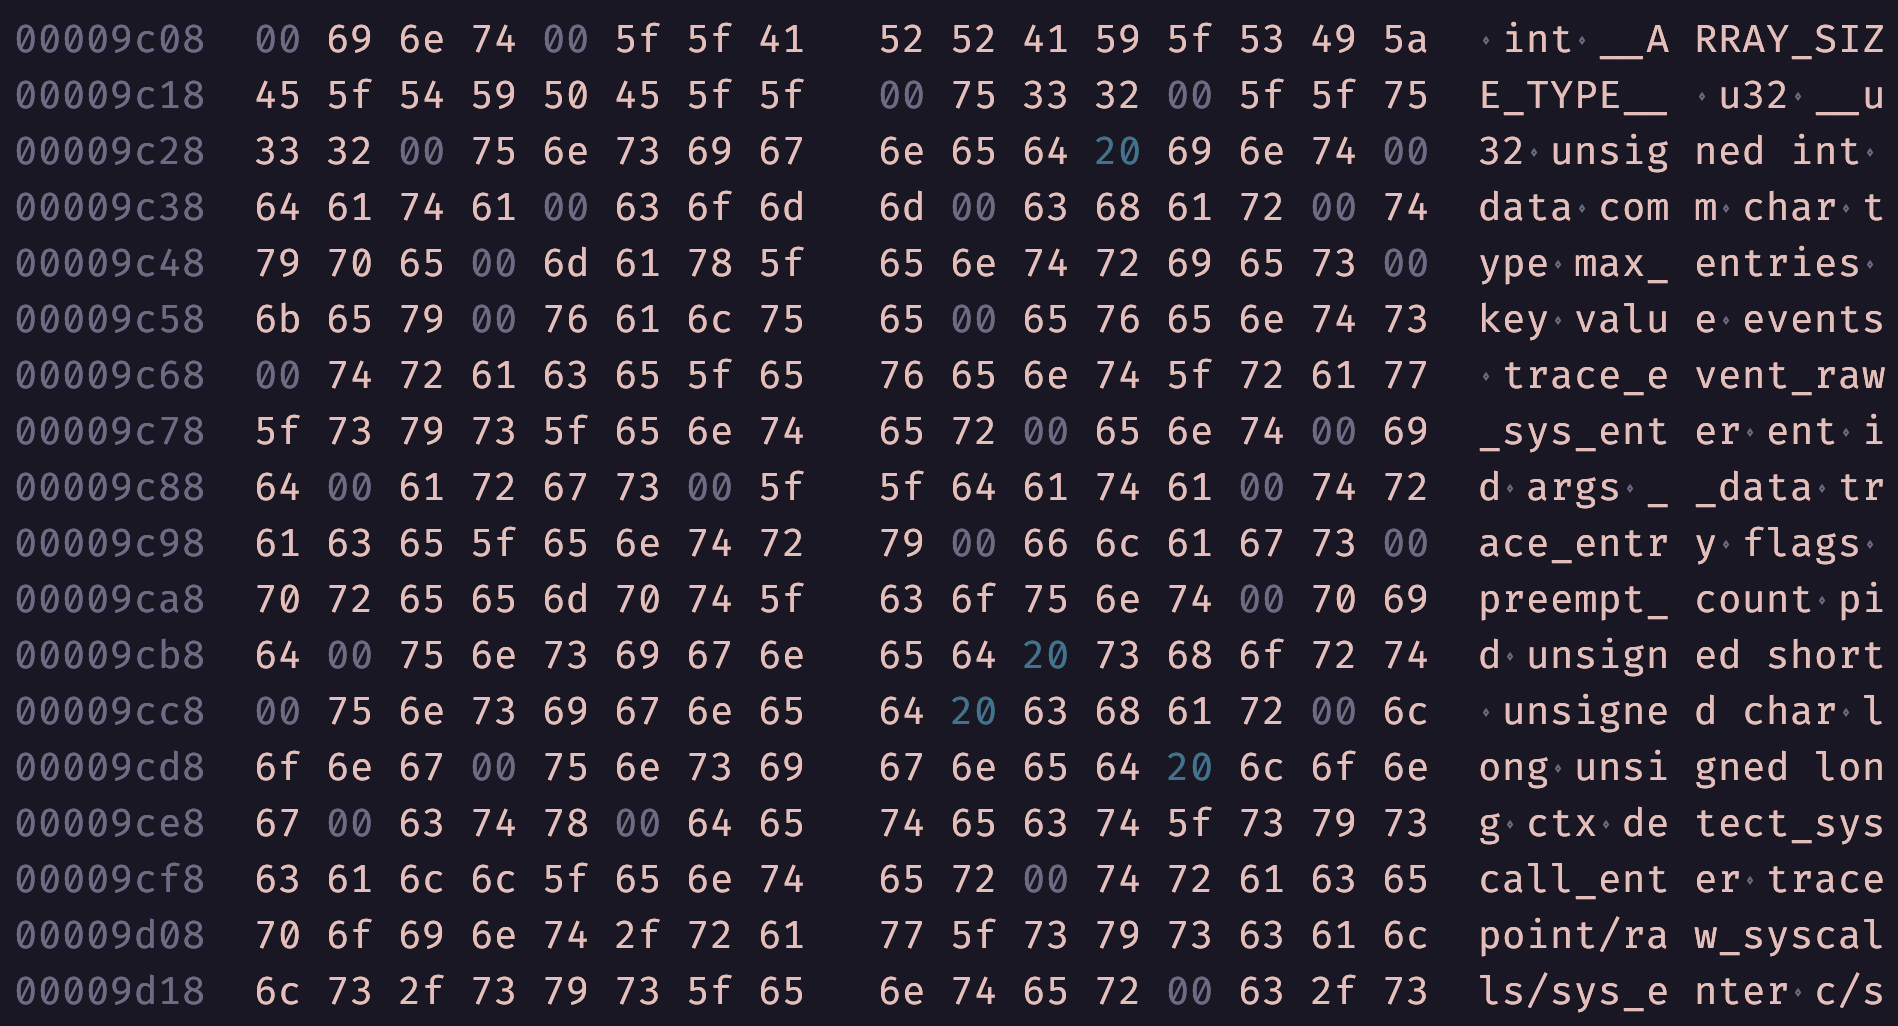 00009c08 00 69 6e 74 00 5f 5f 41 52 52 41 59 5f 53 49 5a ⋄int⋄__A RRAY_SIZ
00009c18 45 5f 54 59 50 45 5f 5f 00 75 33 32 00 5f 5f 75 E_TYPE__ ⋄u32⋄__u
00009c28 33 32 00 75 6e 73 69 67 6e 65 64 20 69 6e 74 00 32⋄unsig ned int⋄
00009c38 64 61 74 61 00 63 6f 6d 6d 00 63 68 61 72 00 74 data⋄com m⋄char⋄t
00009c48 79 70 65 00 6d 61 78 5f 65 6e 74 72 69 65 73 00 ype⋄max_ entries⋄
00009c58 6b 65 79 00 76 61 6c 75 65 00 65 76 65 6e 74 73 key⋄valu e⋄events
00009c68 00 74 72 61 63 65 5f 65 76 65 6e 74 5f 72 61 77 ⋄trace_e vent_raw
00009c78 5f 73 79 73 5f 65 6e 74 65 72 00 65 6e 74 00 69 _sys_ent er⋄ent⋄i
00009c88 64 00 61 72 67 73 00 5f 5f 64 61 74 61 00 74 72 d⋄args⋄_ _data⋄tr
00009c98 61 63 65 5f 65 6e 74 72 79 00 66 6c 61 67 73 00 ace_entr y⋄flags⋄
00009ca8 70 72 65 65 6d 70 74 5f 63 6f 75 6e 74 00 70 69 preempt_ count⋄pi
00009cb8 64 00 75 6e 73 69 67 6e 65 64 20 73 68 6f 72 74 d⋄unsign ed short
00009cc8 00 75 6e 73 69 67 6e 65 64 20 63 68 61 72 00 6c ⋄unsigne d char⋄l
00009cd8 6f 6e 67 00 75 6e 73 69 67 6e 65 64 20 6c 6f 6e ong⋄unsi gned lon
00009ce8 67 00 63 74 78 00 64 65 74 65 63 74 5f 73 79 73 g⋄ctx⋄de tect_sys
00009cf8 63 61 6c 6c 5f 65 6e 74 65 72 00 74 72 61 63 65 call_ent er⋄trace
00009d08 70 6f 69 6e 74 2f 72 61 77 5f 73 79 73 63 61 6c point/ra w_syscal
00009d18 6c 73 2f 73 79 73 5f 65 6e 74 65 72 00 63 2f 73 ls/sys_e nter⋄c/s